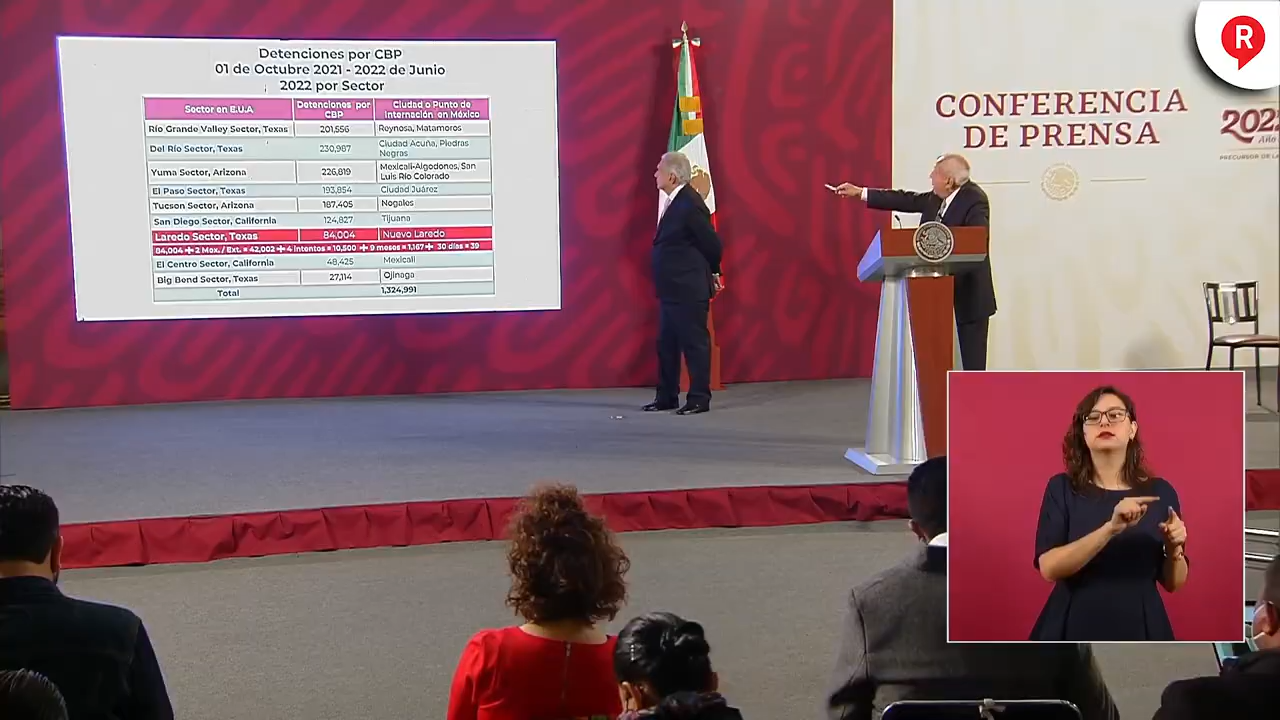 Detenciones por CBP
01 de Octubre 2021 - 2022 de Junio
2022 por Sector
Sector en E.U.A Detenciones por CBP Ciudad o Punto de Internación en México
Río Grande Valley Sector, Texas 201,556 Reynosa, Matamoros
Del Río Sector, Texas 230,987 Ciudad Acuña, Piedras Negras
Yuma Sector, Arizona 226,819 Mexicali-Algodones, San Luis Río Colorado
El Paso Sector, Texas 193,854 Ciudad Juárez
Tucson Sector, Arizona 187,405 Nogales
San Diego Sector, California 124,827 Tijuana
Laredo Sector, Texas 84,004 Nuevo Laredo
84,004 ÷ 2 Mex. / Ext. = 42,002 ÷ 4 intentos = 10,500 ÷ 9 meses = 1,167 ÷ 30 días = 39
El Centro Sector, California 48,425 Mexicali
Big Bend Sector, Texas 27,114 Ojinaga
Total 1,324,991
CONFERENCIA
DE PRENSA
202
Año
PRECURSOR DE LA
R